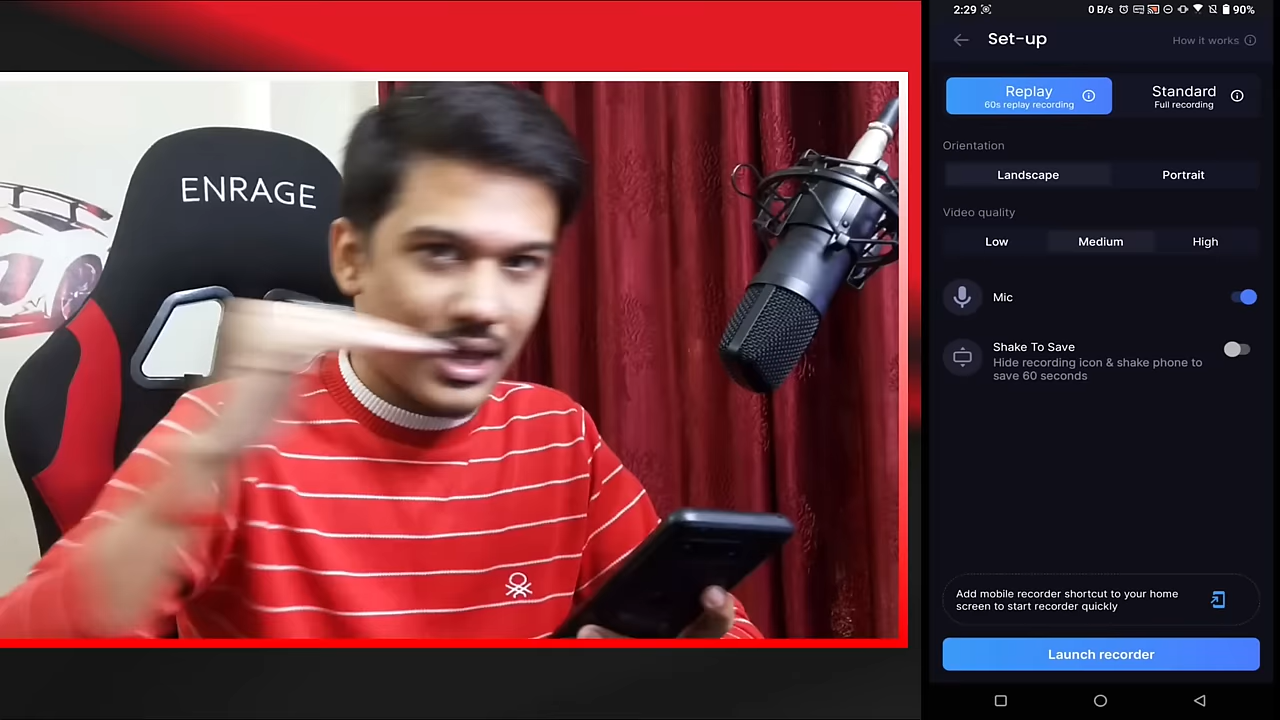 ENRAGE
2:29
0 B/s
90%
Set-up
How it works
Replay
60s replay recording
Standard
Full recording
Orientation
Landscape
Portrait
Video quality
Low
Medium
High
Mic
Shake To Save
Hide recording icon & shake phone to
save 60 seconds
Add mobile recorder shortcut to your home
screen to start recorder quickly
Launch recorder